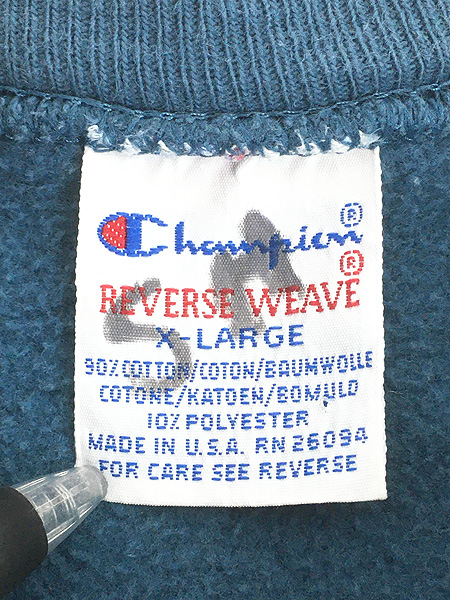 Champion®
REVERSE WEAVE®
X-LARGE
90% COTTON/COTON/BAUMWOLLE
COTONE/KATOEN/BOMULD
10% POLYESTER
MADE IN U.S.A. RN 26094
FOR CARE SEE REVERSE
SA